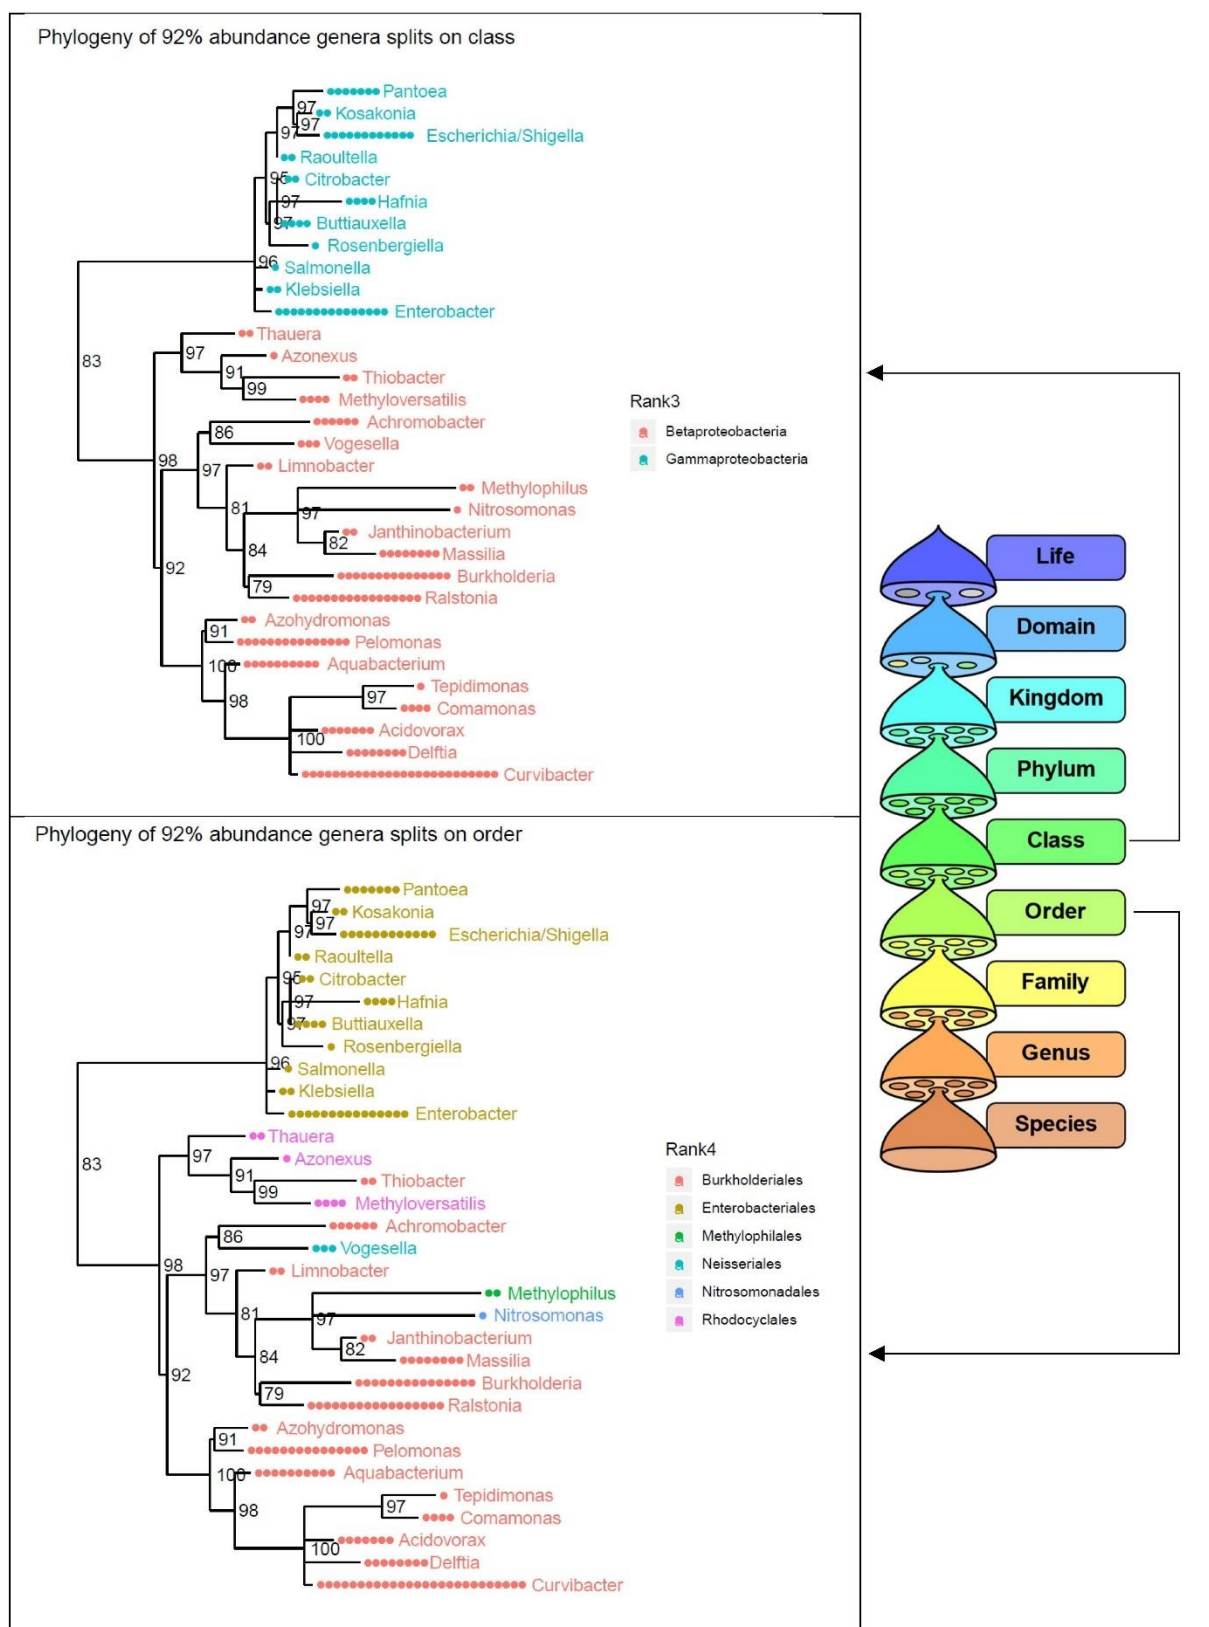 Phylogeny of 92% abundance genera splits on class
Pantoea
97
Kosakonia
97
97
Escherichia/Shigella
Raoultella
95
Citrobacter
97
Hafnia
97
Buttiauxella
Rosenbergiella
96
Salmonella
Klebsiella
Enterobacter
Thauera
83
97
Azonexus
91
Thiobacter
99
Methyloversatilis
Achromobacter
86
Vogesella
98
97
Limnobacter
Methylophilus
81
97
Nitrosomonas
Janthinobacterium
82
84
Massilia
92
Burkholderia
79
Ralstonia
Azohydromonas
91
Pelomonas
100
Aquabacterium
Tepidimonas
98
97
Comamonas
Acidovorax
100
Delftia
Curvibacter
Rank3
Betaproteobacteria
Gammaproteobacteria
Phylogeny of 92% abundance genera splits on order
Pantoea
97
Kosakonia
97
97
Escherichia/Shigella
Raoultella
95
Citrobacter
97
Hafnia
97
Buttiauxella
Rosenbergiella
96
Salmonella
Klebsiella
Enterobacter
Thauera
83
97
Azonexus
91
Thiobacter
99
Methyloversatilis
Achromobacter
86
Vogesella
98
97
Limnobacter
Methylophilus
81
97
Nitrosomonas
Janthinobacterium
82
84
Massilia
92
Burkholderia
79
Ralstonia
Azohydromonas
91
Pelomonas
100
Aquabacterium
Tepidimonas
98
97
Comamonas
Acidovorax
100
Delftia
Curvibacter
Rank4
Burkholderiales
Enterobacteriales
Methylophilales
Neisseriales
Nitrosomonadales
Rhodocyclales
Life
Domain
Kingdom
Phylum
Class
Order
Family
Genus
Species